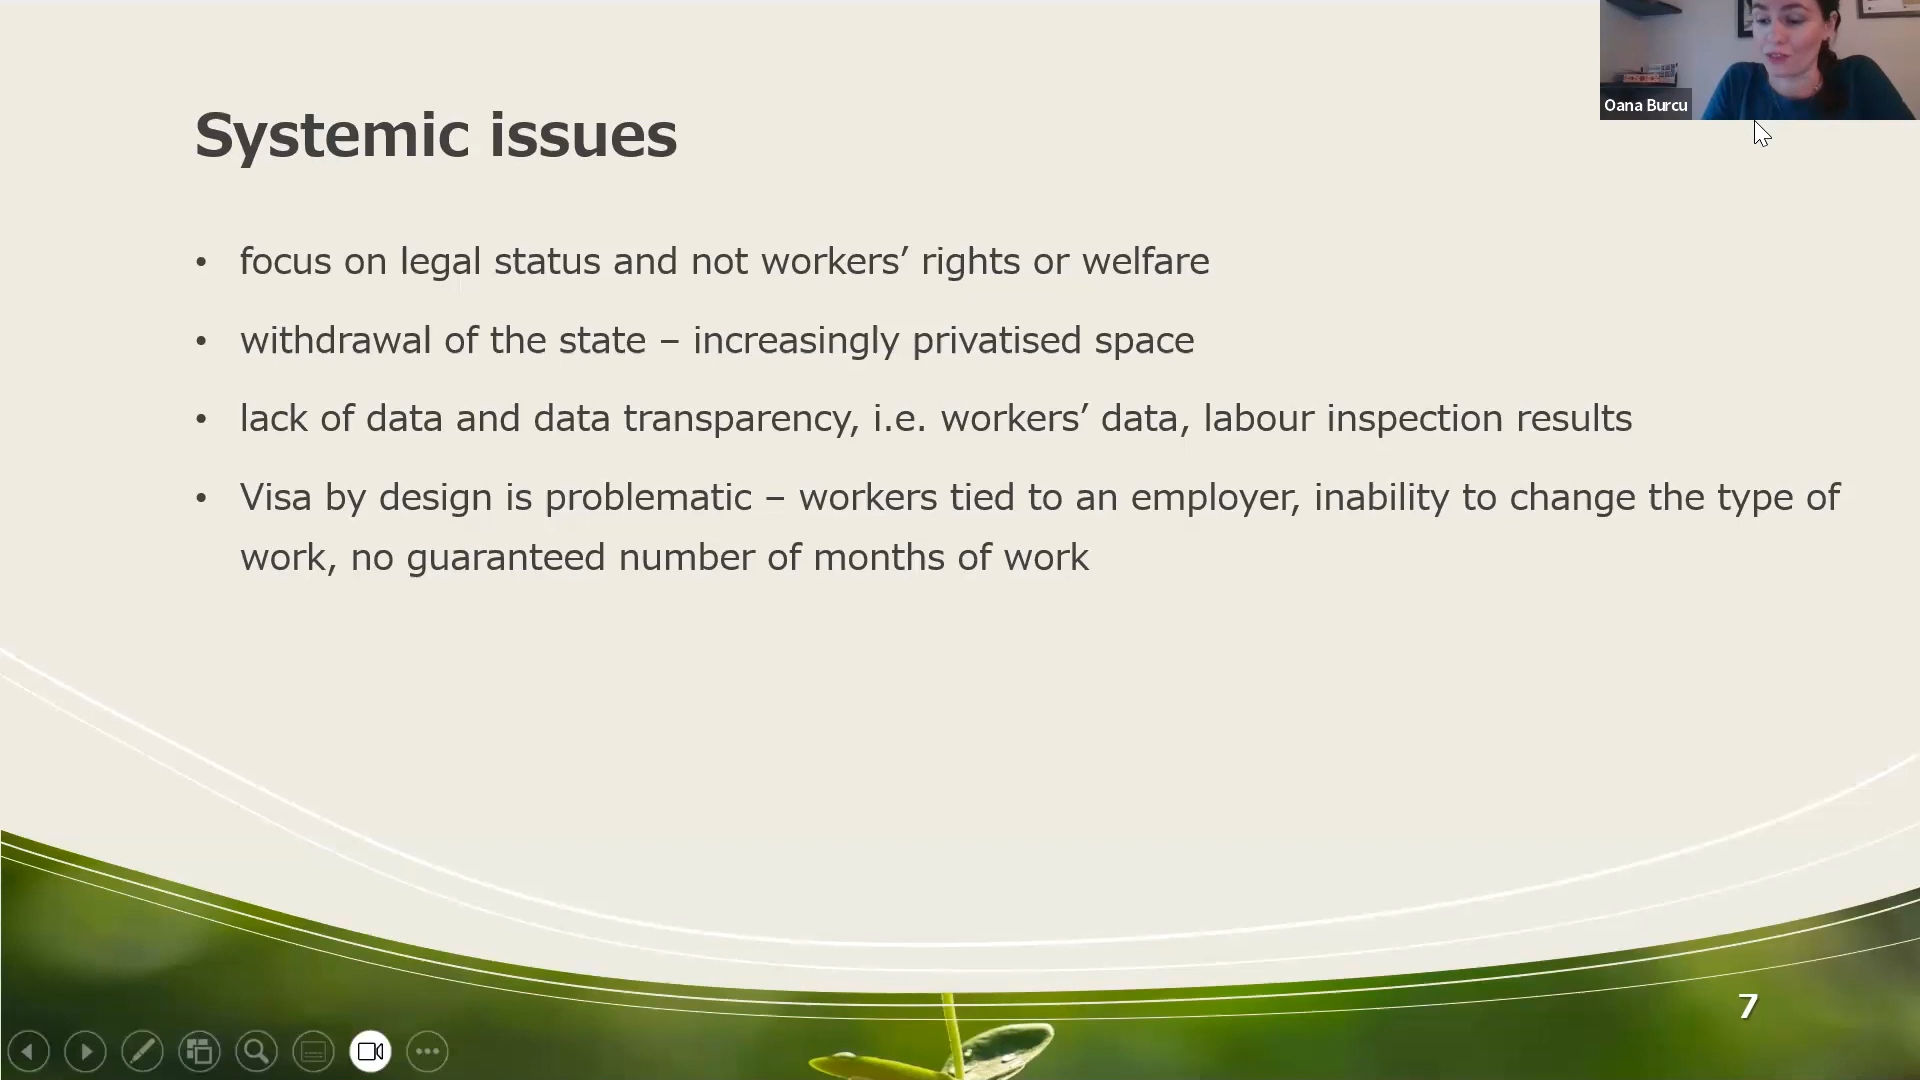 Oana Burcu
Systemic issues
• focus on legal status and not workers’ rights or welfare
• withdrawal of the state – increasingly privatised space
• lack of data and data transparency, i.e. workers’ data, labour inspection results
• Visa by design is problematic – workers tied to an employer, inability to change the type of
work, no guaranteed number of months of work
7